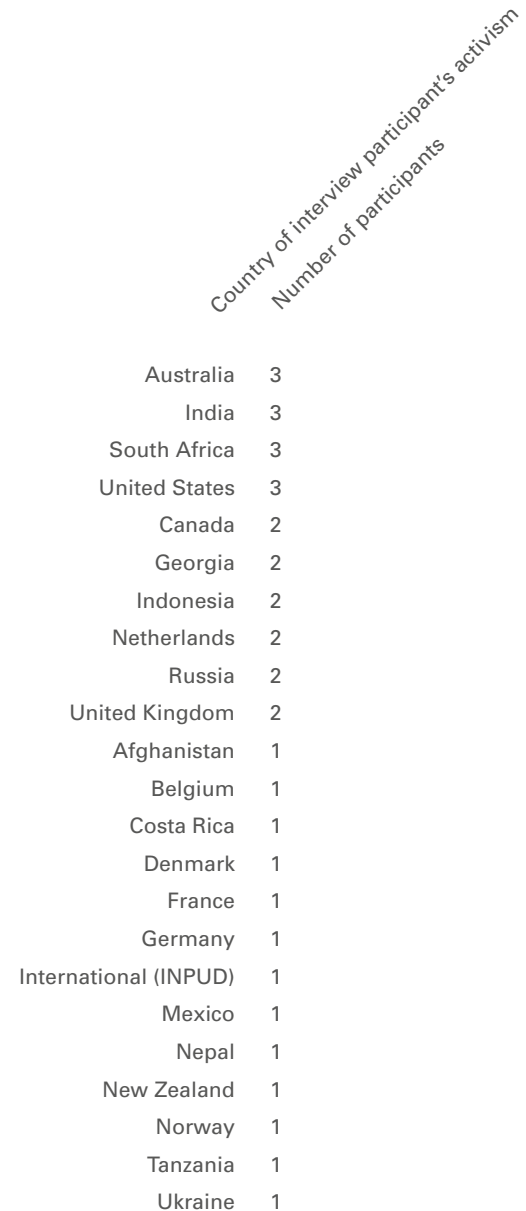 Country of interview participant's activism
Number of participants
Australia 3
India 3
South Africa 3
United States 3
Canada 2
Georgia 2
Indonesia 2
Netherlands 2
Russia 2
United Kingdom 2
Afghanistan 1
Belgium 1
Costa Rica 1
Denmark 1
France 1
Germany 1
International (INPUD) 1
Mexico 1
Nepal 1
New Zealand 1
Norway 1
Tanzania 1
Ukraine 1